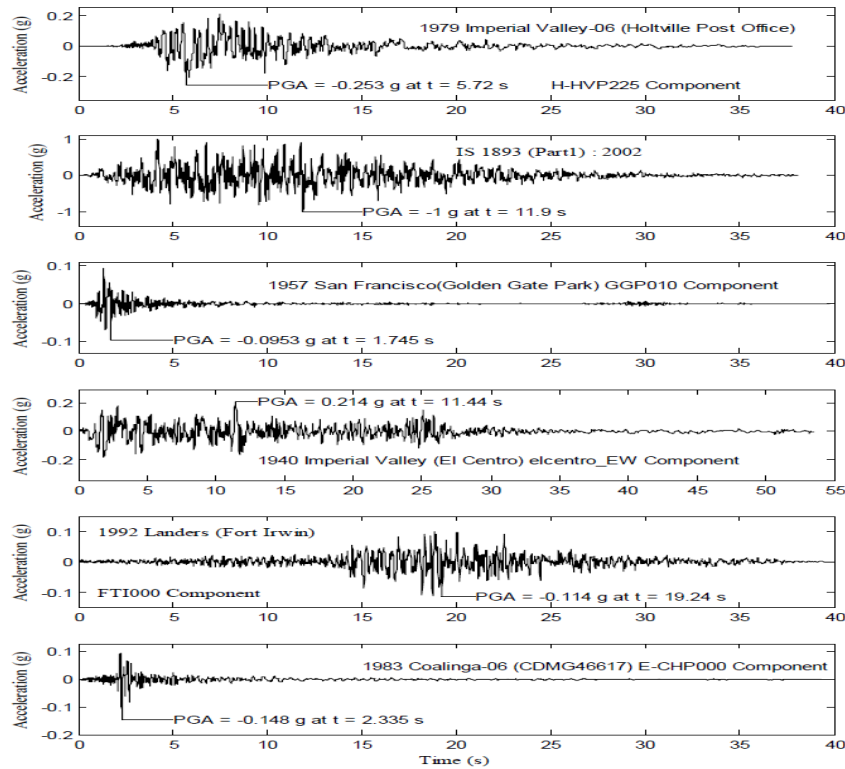 Acceleration (g)
0.2
0
-0.2
1979 Imperial Valley-06 (Holtville Post Office)
PGA = -0.253 g at t = 5.72 s
H-HVP225 Component
0 5 10 15 20 25 30 35 40
Acceleration (g)
1
0
-1
IS 1893 (Part1) : 2002
PGA = -1 g at t = 11.9 s
0 5 10 15 20 25 30 35 40
Acceleration (g)
0.1
0
-0.1
1957 San Francisco(Golden Gate Park) GGP010 Component
PGA = -0.0953 g at t = 1.745 s
0 5 10 15 20 25 30 35 40
Acceleration (g)
0.2
0
-0.2
PGA = 0.214 g at t = 11.44 s
1940 Imperial Valley (El Centro) elcentro_EW Component
0 5 10 15 20 25 30 35 40 45 50 55
Acceleration (g)
0.1
0
-0.1
1992 Landers (Fort Irwin)
FTI000 Component
PGA = -0.114 g at t = 19.24 s
0 5 10 15 20 25 30 35 40
Acceleration (g)
0.1
0
-0.1
-0.2
1983 Coalinga-06 (CDMG46617) E-CHP000 Component
PGA = -0.148 g at t = 2.335 s
0 5 10 15 20 25 30 35 40
Time (s)